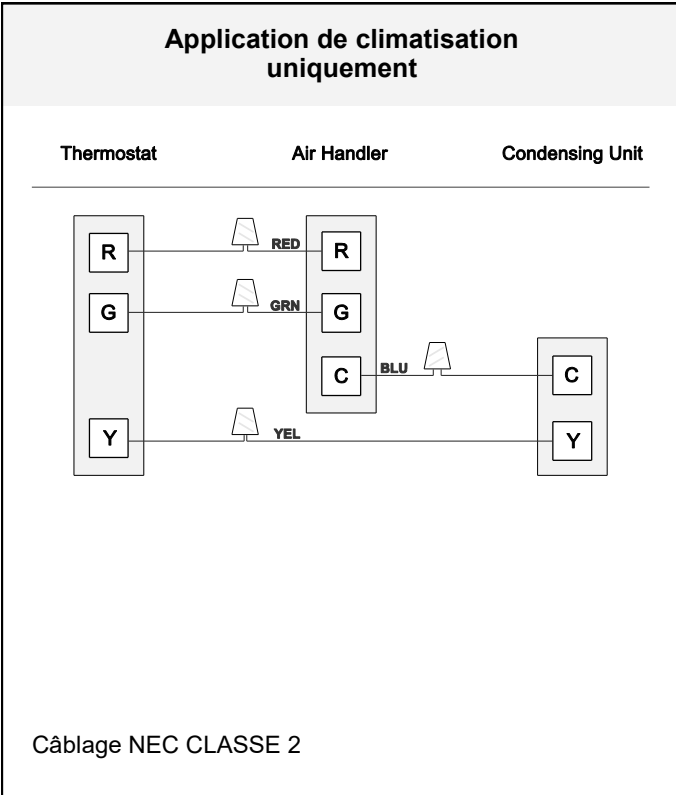 Application de climatisation
uniquement
Thermostat Air Handler Condensing Unit
R RED R
G GRN G
C BLU C
Y YEL Y
Câblage NEC CLASSE 2